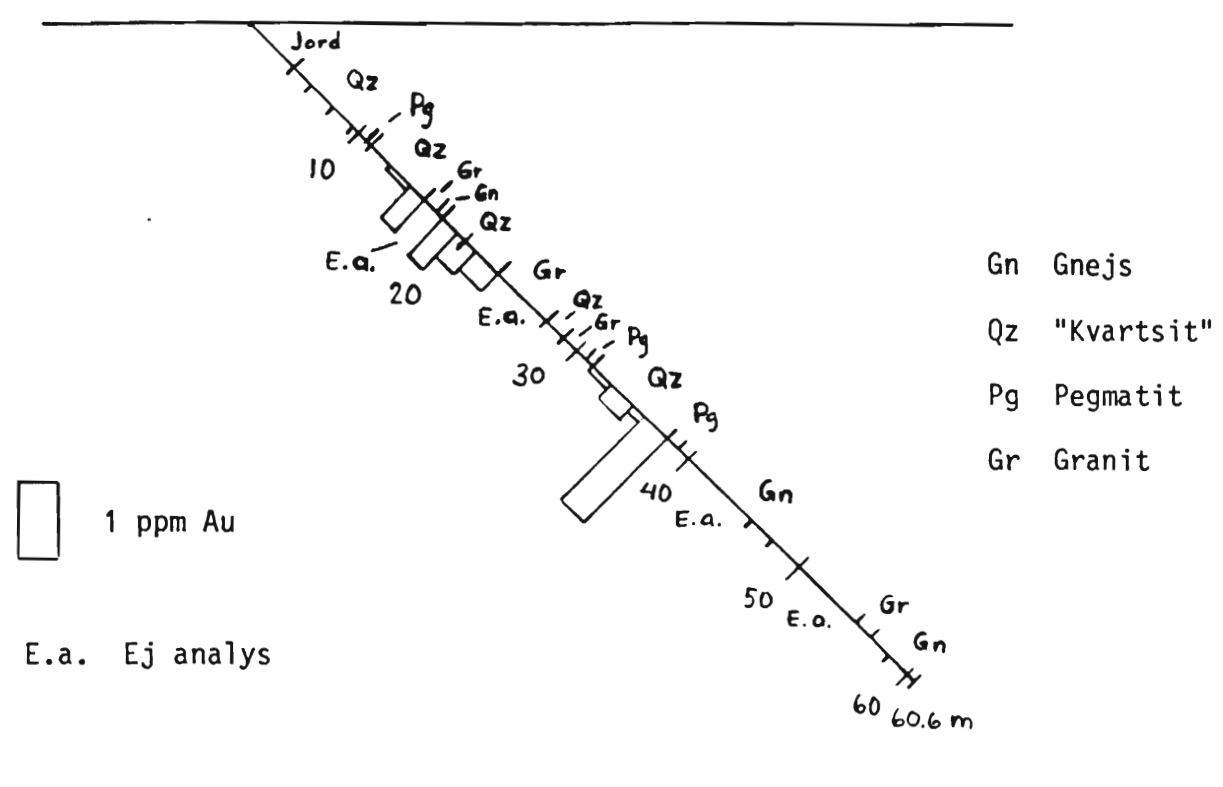 Jord
Qz
Pg
Qz
10
Gr
Gn
Qz
E.a.
20
Gr
E.a.
Qz
Gr
Pg
30
Qz
Pg
40
Gn
E.a.
50
E.a.
Gr
Gn
60 60.6 m
Gn Gnejs
Qz "Kvartsit"
Pg Pegmatit
Gr Granit
1 ppm Au
E.a. Ej analys